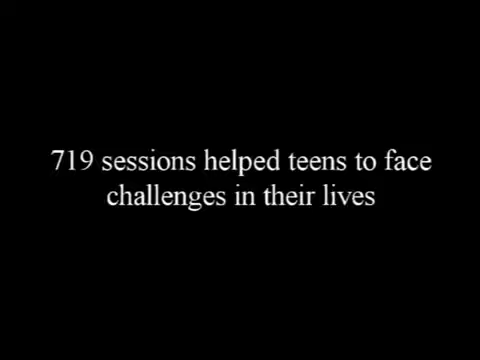 719 sessions helped teens to face
challenges in their lives